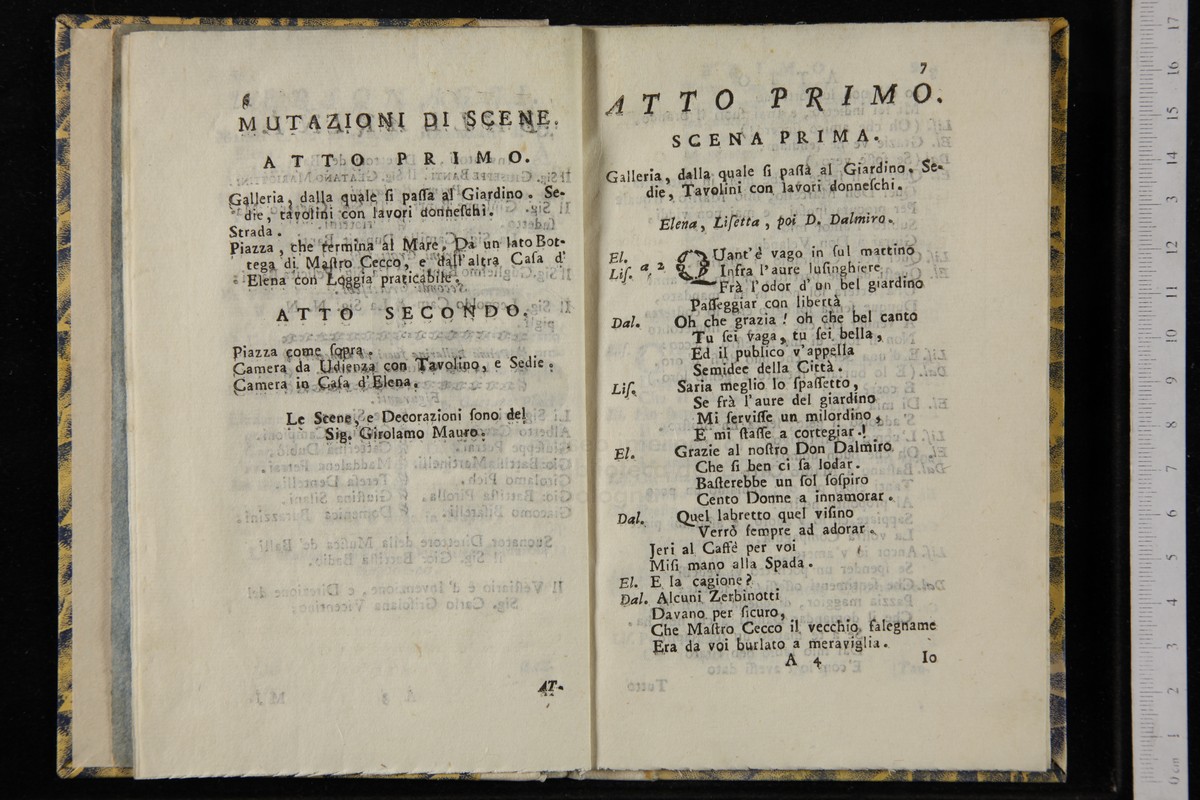 6
MUTAZIONI DI SCENE.
ATTO PRIMO.
Galleria, dalla quale ſi paſſa al Giardino. Se-
die, tavolini con lavori donneſchi.
Strada.
Piazza, che termina al Mare. Da un lato Bot-
tega di Maſtro Cecco, e dall'altra Caſa d'
Elena con Loggia praticabile.
ATTO SECONDO.
Piazza come ſopra.
Camera da Udienza con Tavolino, e Sedie.
Camera in Caſa d'Elena.
Le Scene, e Decorazioni ſono del
Sig. Girolamo Mauro.
AT-
7
ATTO PRIMO.
SCENA PRIMA.
Galleria, dalla quale ſi paſſa al Giardino. Se-
die, Tavolini con lavori donneſchi.
Elena, Liſetta, poi D. Dalmiro.
El. Quant'è vago in ſul mattino
Liſ. a 2 Infra l'aure luſinghiere
Frà l'odor d'un bel giardino
Paſſeggiar con libertà
Dal. Oh che grazia! oh che bel canto
Tu ſei vaga, tu ſei bella,
Ed il publico v'appella
Semidee della Città.
Liſ. Saria meglio lo ſpaſſetto,
Se frà l'aure del giardino
Mi ſerviſſe un milordino,
E mi ſtaſſe a cortegiar.!
El. Grazie al noſtro Don Dalmiro
Che ſi ben ci ſa lodar.
Baſterebbe un ſol ſoſpiro
Cento Donne a innamorar.
Dal. Quel labretto quel viſino
Verrò ſempre ad adorar.
Jeri al Caffè per voi
Miſi mano alla Spada.
El. E la cagione?
Dal. Alcuni Zerbinotti
Davano per ſicuro,
Che Maſtro Cecco il vecchio falegname
Era da voi burlato a meraviglia.
A 4 Io